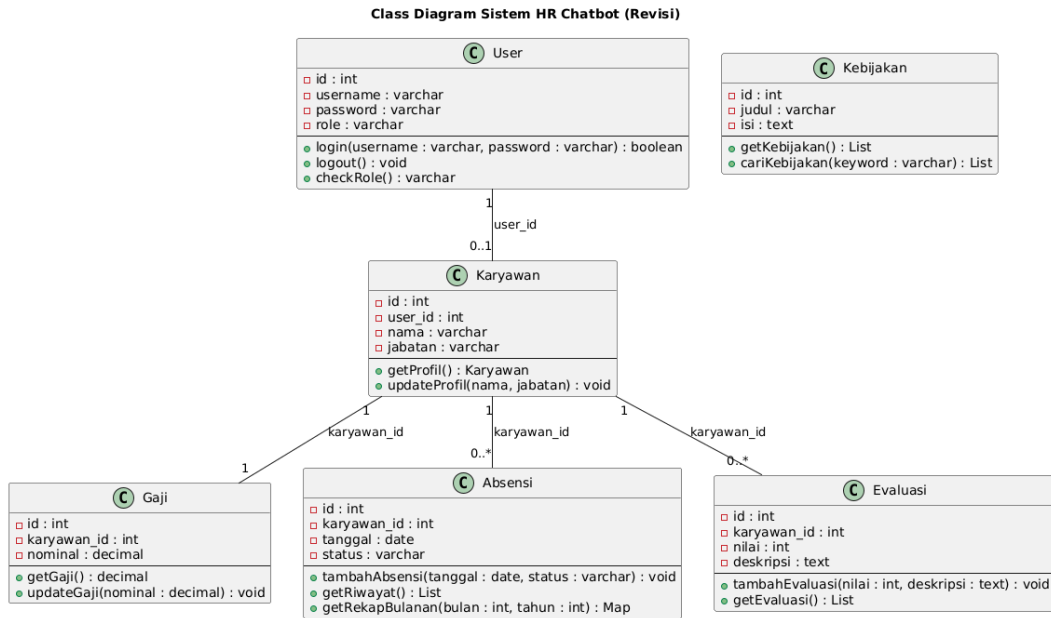 Class Diagram Sistem HR Chatbot (Revisi)
C User
id : int
username : varchar
password : varchar
role : varchar
login(username : varchar, password : varchar) : boolean
logout() : void
checkRole() : varchar
C Kebijakan
id : int
judul : varchar
isi : text
getKebijakan() : List
cariKebijakan(keyword : varchar) : List
1
user_id
0..1
C Karyawan
id : int
user_id : int
nama : varchar
jabatan : varchar
getProfil() : Karyawan
updateProfil(nama, jabatan) : void
1
karyawan_id
1
1
karyawan_id
0..*
1
karyawan_id
0..*
C Gaji
id : int
karyawan_id : int
nominal : decimal
getGaji() : decimal
updateGaji(nominal : decimal) : void
C Absensi
id : int
karyawan_id : int
tanggal : date
status : varchar
tambahAbsensi(tanggal : date, status : varchar) : void
getRiwayat() : List
getRekapBulanan(bulan : int, tahun : int) : Map
C Evaluasi
id : int
karyawan_id : int
nilai : int
deskripsi : text
tambahEvaluasi(nilai : int, deskripsi : text) : void
getEvaluasi() : List